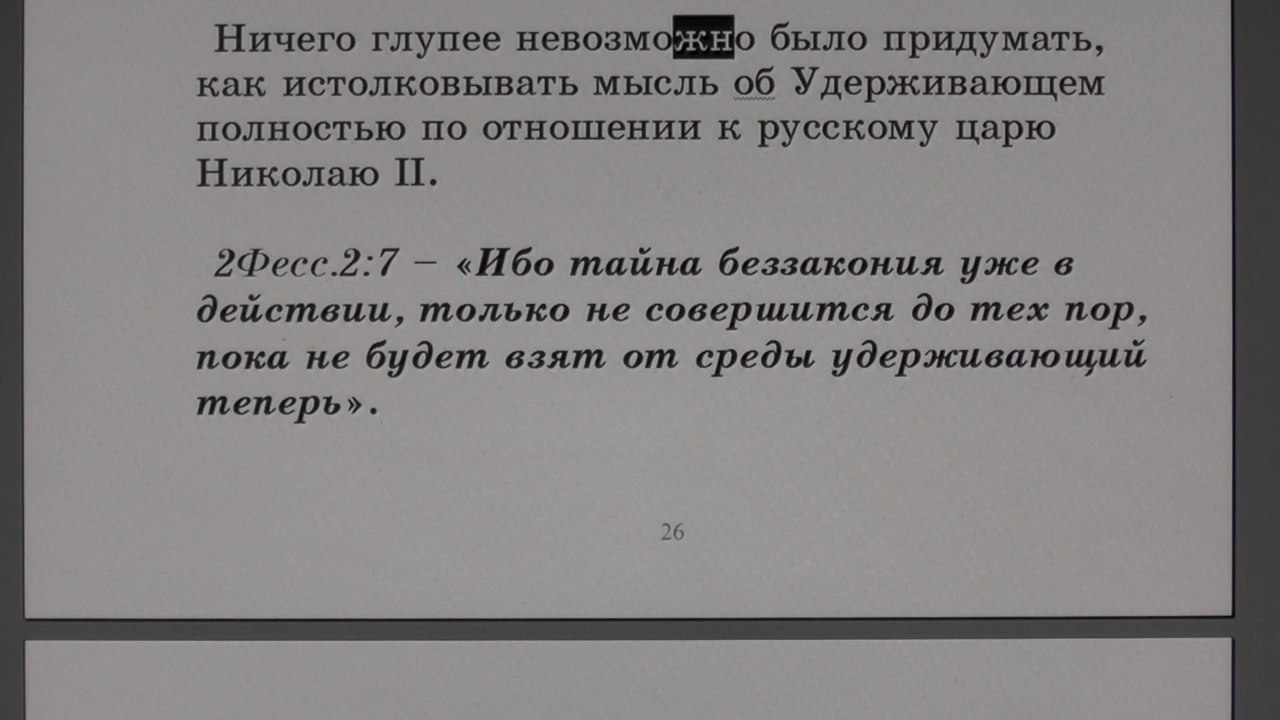 Ничего глупее невозможно было придумать,
как истолковывать мысль об Удерживающем
полностью по отношении к русскому царю
Николаю II.
2Фесс.2:7 – «Ибо тайна беззакония уже в
действии, только не совершится до тех пор,
пока не будет взят от среды удерживающий
теперь».
26